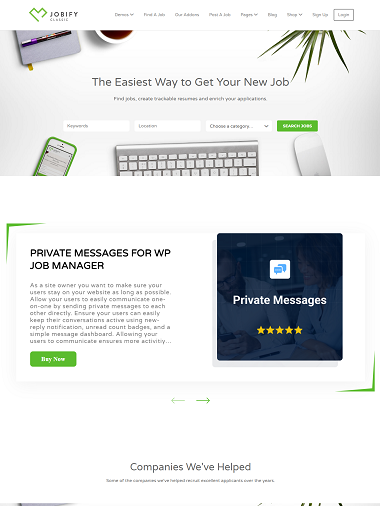 JOBIFY
CLASSIC
Demos Find A Job Our Addons Post A Job Pages Blog Shop Sign Up Login
The Easiest Way to Get Your New Job
Find jobs, create trackable resumes and enrich your applications.
Keywords Location Choose a category... SEARCH JOBS
PRIVATE MESSAGES FOR WP
JOB MANAGER
As a site owner you want to make sure your
users stay on your website as long as possible.
Allow your users to easily communicate one-
on-one by sending private messages to each
other directly. Ensure your users can easily
keep their conversations active using new-
reply notification, unread count badges, and a
simple message dashboard. Allowing your
users to communicate ensures more activitiy...
Buy Now
Private Messages
Companies We've Helped
Some of the companies we've helped recruit excellent applicants over the years.